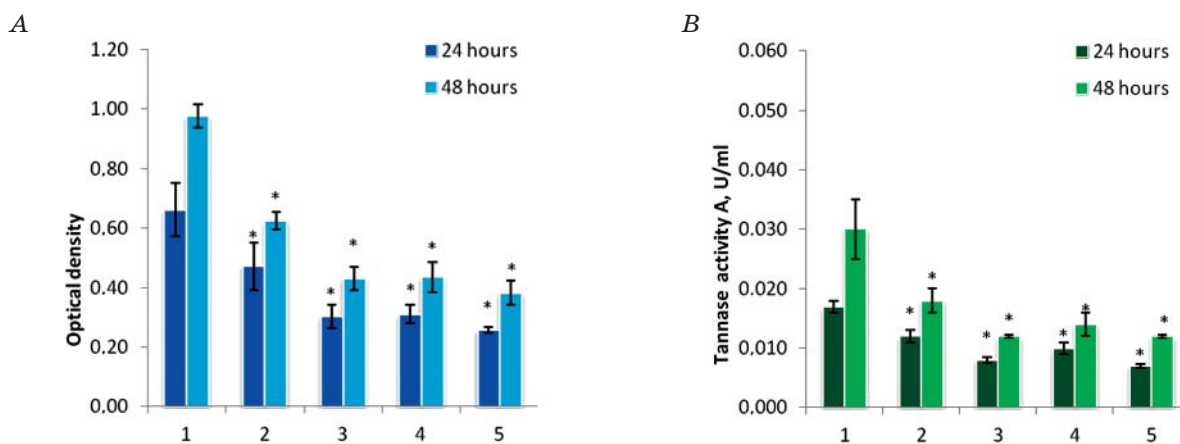 A
Optical density
1.20
1.00
0.80
0.60
0.40
0.20
0.00
24 hours
48 hours
* * * * * * * *
1 2 3 4 5
B
Tannase activity A, U/ml
0.060
0.050
0.040
0.030
0.020
0.010
0.000
24 hours
48 hours
* * * * * * * *
1 2 3 4 5